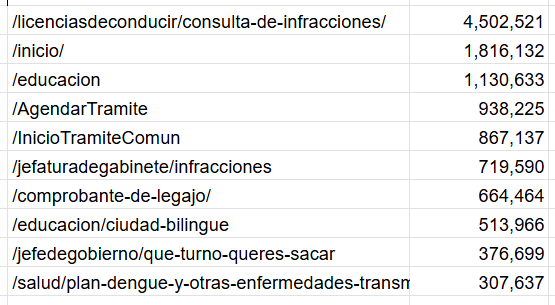 /licenciasdeconducir/consulta-de-infracciones/ 4,502,521
/inicio/ 1,816,132
/educacion 1,130,633
/AgendarTramite 938,225
/InicioTramiteComun 867,137
/jefaturadegabinete/infracciones 719,590
/comprobante-de-legajo/ 664,464
/educacion/ciudad-bilingue 513,966
/jefedegobierno/que-turno-queres-sacar 376,699
/salud/plan-dengue-y-otras-enfermedades-transm 307,637